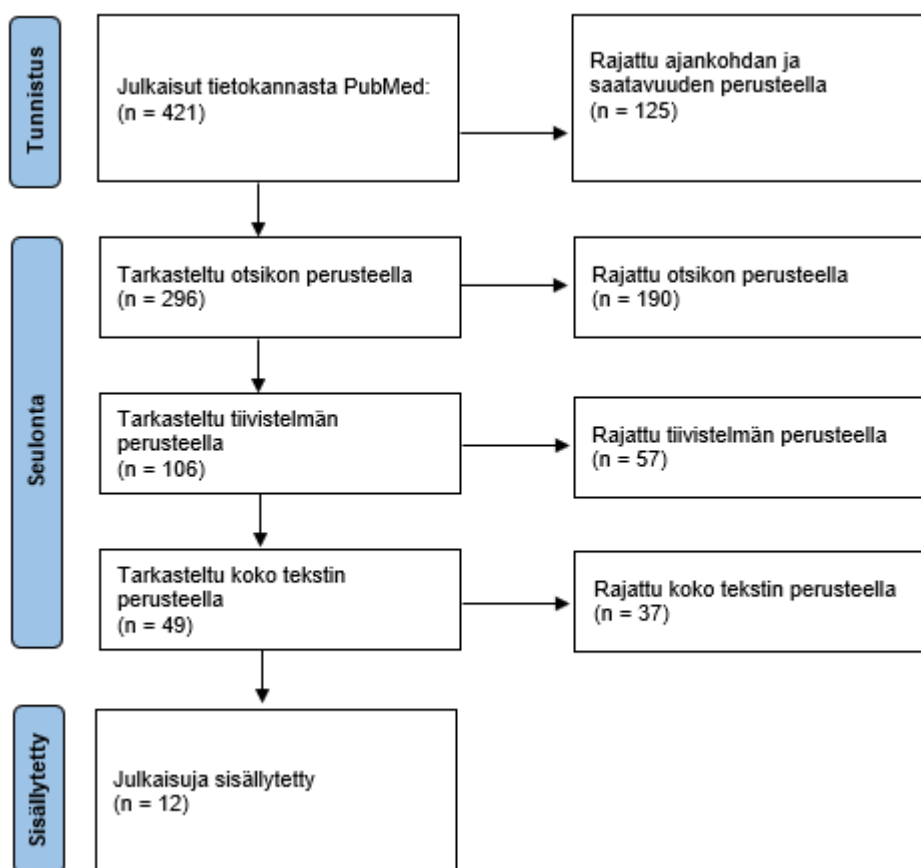 Tunnistus
Julkaisut tietokannasta PubMed:
(n = 421)
Rajattu ajankohdan ja
saatavuuden perusteella
(n = 125)
Seulonta
Tarkasteltu otsikon perusteella
(n = 296)
Rajattu otsikon perusteella
(n = 190)
Tarkasteltu tiivistelmän
perusteella
(n = 106)
Rajattu tiivistelmän perusteella
(n = 57)
Tarkasteltu koko tekstin
perusteella
(n = 49)
Rajattu koko tekstin perusteella
(n = 37)
Sisällytetty
Julkaisuja sisällytetty
(n = 12)